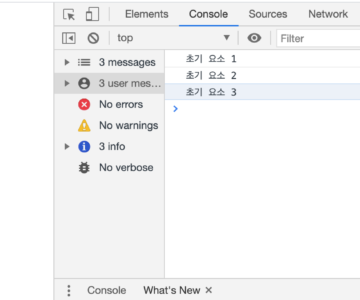 Elements Console Sources Network
top Filter
3 messages
3 user mes...
No errors
No warnings
3 info
No verbose
초기 요소 1
초기 요소 2
초기 요소 3
Console What's New